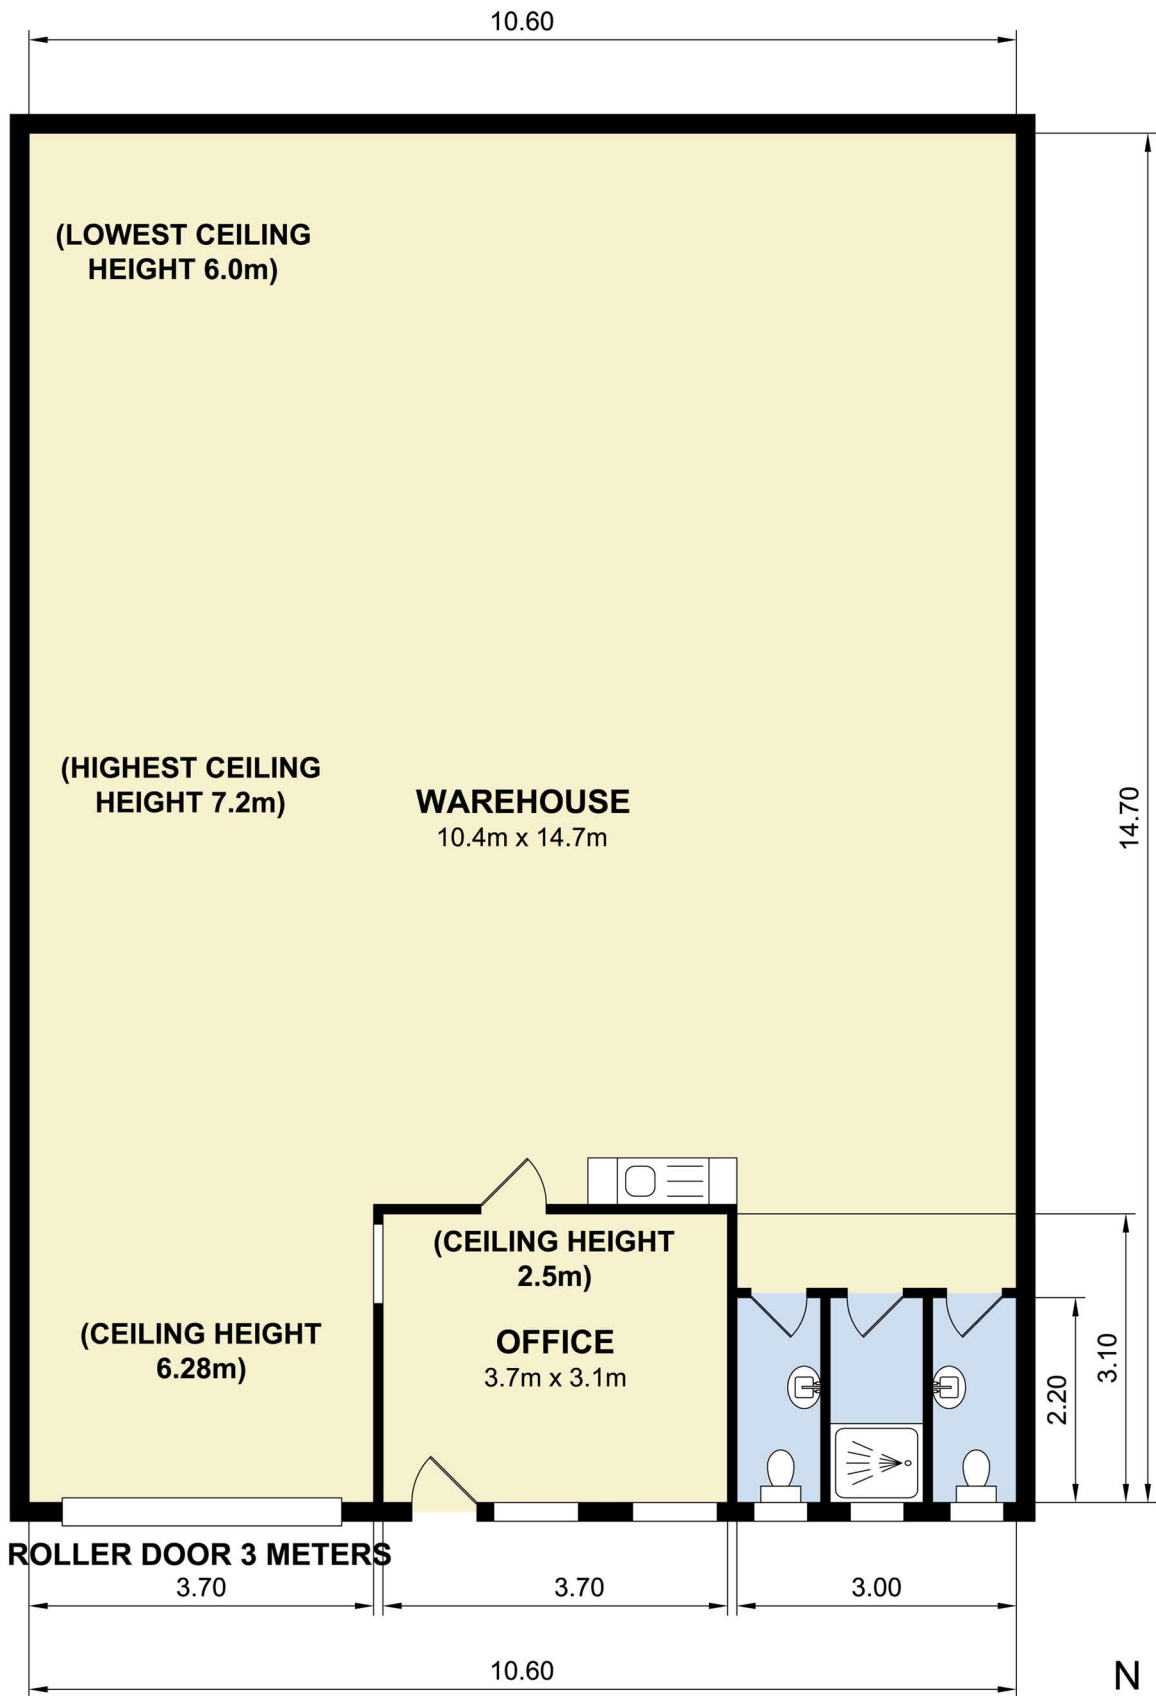 10.60
(LOWEST CEILING
HEIGHT 6.0m)
(HIGHEST CEILING
HEIGHT 7.2m)
WAREHOUSE
10.4m x 14.7m
14.70
(CEILING HEIGHT
2.5m)
(CEILING HEIGHT
6.28m)
OFFICE
3.7m x 3.1m
2.20
3.10
ROLLER DOOR 3 METERS
3.70
3.70
3.00
10.60
N